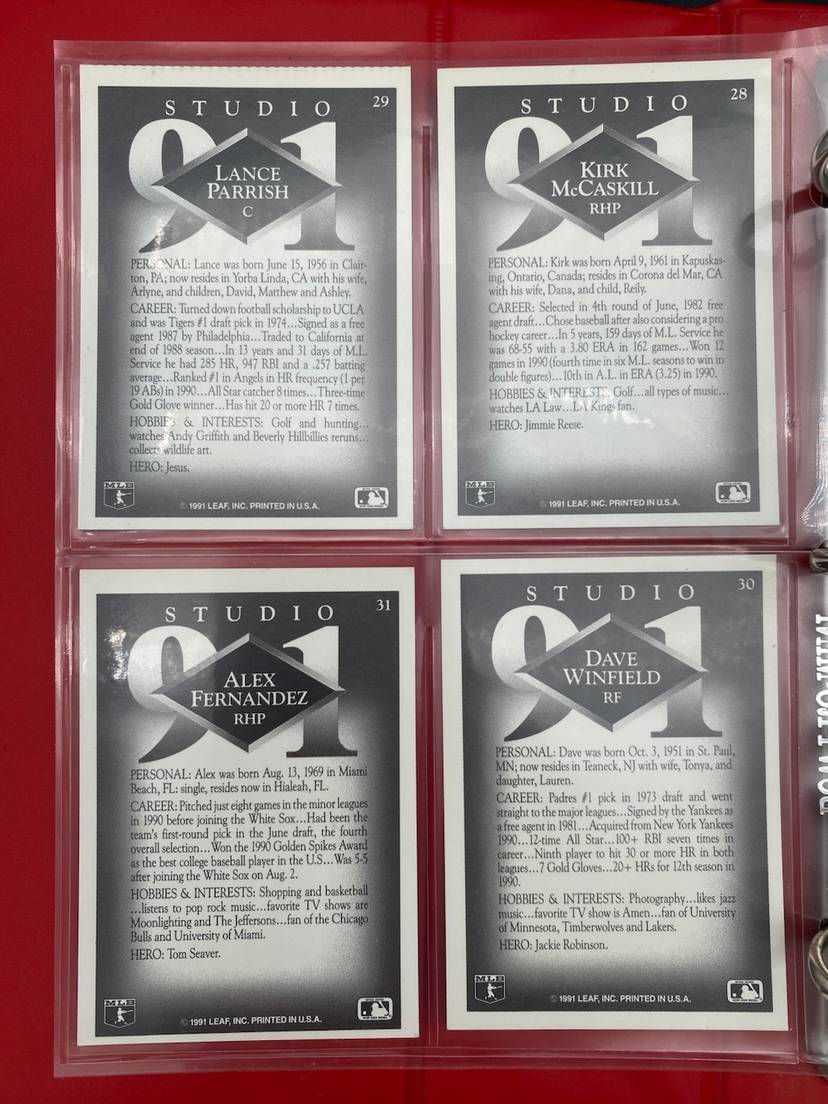 29
STUDIO
91
LANCE
PARRISH
C
PERSONAL: Lance was born June 15, 1956 in Clair-
ton, PA; now resides in Yorba Linda, CA with his wife,
Arlyne, and children, David, Matthew and Ashley.
CAREER: Turned down football scholarship to UCLA
and was Tigers #1 draft pick in 1974...Signed as a free
agent 1987 by Philadelphia...Traded to California at
end of 1988 season...In 13 years and 31 days of M.L.
Service he had 285 HR, 947 RBI and a .257 batting
average...Ranked #1 in Angels in HR frequency (1 per
19 ABs) in 1990...All Star catcher 8 times...Three-time
Gold Glove winner...Has hit 20 or more HR 7 times.
HOBBIES & INTERESTS: Golf and hunting...
watches Andy Griffith and Beverly Hillbillies reruns...
collects wildlife art.
HERO: Jesus.
MLB
© 1991 LEAF, INC. PRINTED IN U.S.A.
28
STUDIO
91
KIRK
McCASKILL
RHP
PERSONAL: Kirk was born April 9, 1961 in Kapuskas-
ing, Ontario, Canada; resides in Corona del Mar, CA
with his wife, Dana, and child, Reily.
CAREER: Selected in 4th round of June, 1982 free
agent draft...Chose baseball after also considering a pro
hockey career...In 5 years, 159 days of M.L. Service he
was 68-55 with a 3.80 ERA in 162 games...Won 12
games in 1990 (fourth time in six M.L. seasons to win in
double figures)...10th in A.L. in ERA (3.25) in 1990.
HOBBIES & INTERESTS: Golf...all types of music...
watches LA Law...LA Kings fan.
HERO: Jimmie Reese.
MLB
© 1991 LEAF, INC. PRINTED IN U.S.A.
31
STUDIO
91
ALEX
FERNANDEZ
RHP
PERSONAL: Alex was born Aug. 13, 1969 in Miami
Beach, FL: single, resides now in Hialeah, FL.
CAREER: Pitched just eight games in the minor leagues
in 1990 before joining the White Sox...Had been the
team's first-round pick in the June draft, the fourth
overall selection...Won the 1990 Golden Spikes Award
as the best college baseball player in the U.S...Was 5-5
after joining the White Sox on Aug. 2.
HOBBIES & INTERESTS: Shopping and basketball
...listens to pop rock music...favorite TV shows are
Moonlighting and The Jeffersons...fan of the Chicago
Bulls and University of Miami.
HERO: Tom Seaver.
MLB
© 1991 LEAF, INC. PRINTED IN U.S.A.
30
STUDIO
91
DAVE
WINFIELD
RF
PERSONAL: Dave was born Oct. 3, 1951 in St. Paul,
MN; now resides in Teaneck, NJ with wife, Tonya, and
daughter, Lauren.
CAREER: Padres #1 pick in 1973 draft and went
straight to the major leagues...Signed by the Yankees as
a free agent in 1981...Acquired from New York Yankees
1990...12-time All Star...100+ RBI seven times in
career...Ninth player to hit 30 or more HR in both
leagues...7 Gold Gloves...20+ HRs for 12th season in
1990.
HOBBIES & INTERESTS: Photography...likes jazz
music...favorite TV show is Amen...fan of University
of Minnesota, Timberwolves and Lakers.
HERO: Jackie Robinson.
MLB
© 1991 LEAF, INC. PRINTED IN U.S.A.